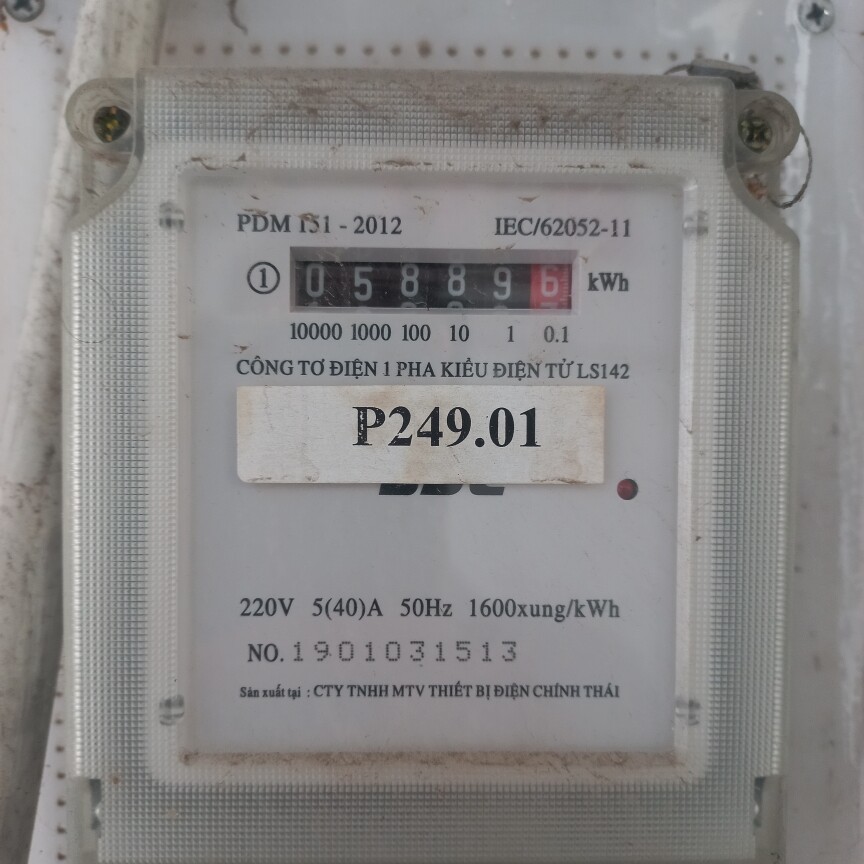 PDM 151 - 2012 IEC/62052-11
1 0 5 8 8 9 6 kWh
10000 1000 100 10 1 0.1
CÔNG TƠ ĐIỆN 1 PHA KIỂU ĐIỆN TỬ LS142
P249.01
220V 5(40)A 50Hz 1600xung/kWh
NO. 1901031513
Sản xuất tại : CTY TNHH MTV THIẾT BỊ ĐIỆN CHÍNH THÁI